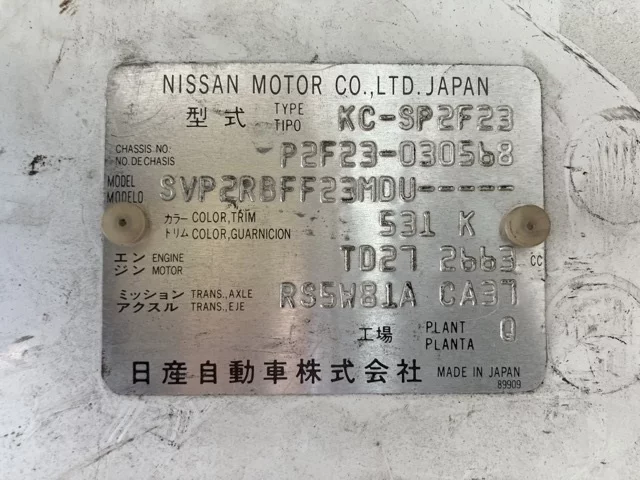 NISSAN MOTOR CO.,LTD. JAPAN
型式 TYPE TIPO KC-SP2F23
CHASSIS NO. NO. DE CHASIS P2F23-030568
MODEL MODELO SVP2RBFF23MDU-----
カラー COLOR,TRIM トリム COLOR,GUARNICION 531 K
エンジン ENGINE MOTOR TD27 2663 CC
ミッション TRANS.,AXLE アクスル TRANS.,EJE RS5W81A CA37
工場 PLANT PLANTA Q
日産自動車株式会社 MADE IN JAPAN
89909